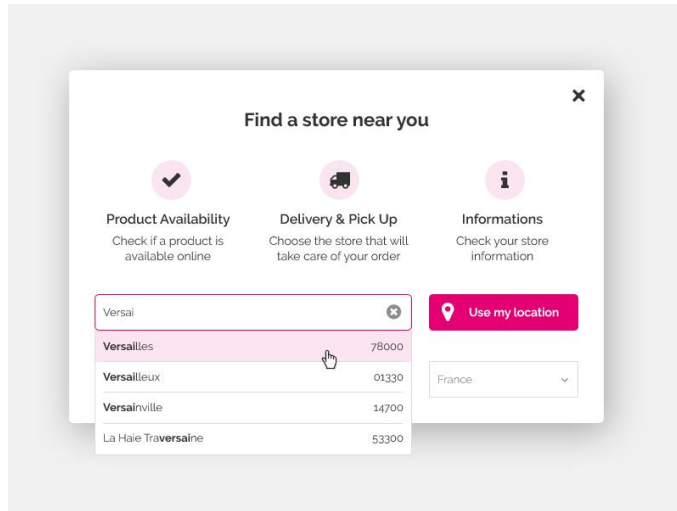 Find a store near you
Product Availability
Check if a product is
available online
Delivery & Pick Up
Choose the store that will
take care of your order
Informations
Check your store
information
Versai
Use my location
Versailles 78000
Versailleux 01330
France
Versainville 14700
La Haie Traversaine 53300